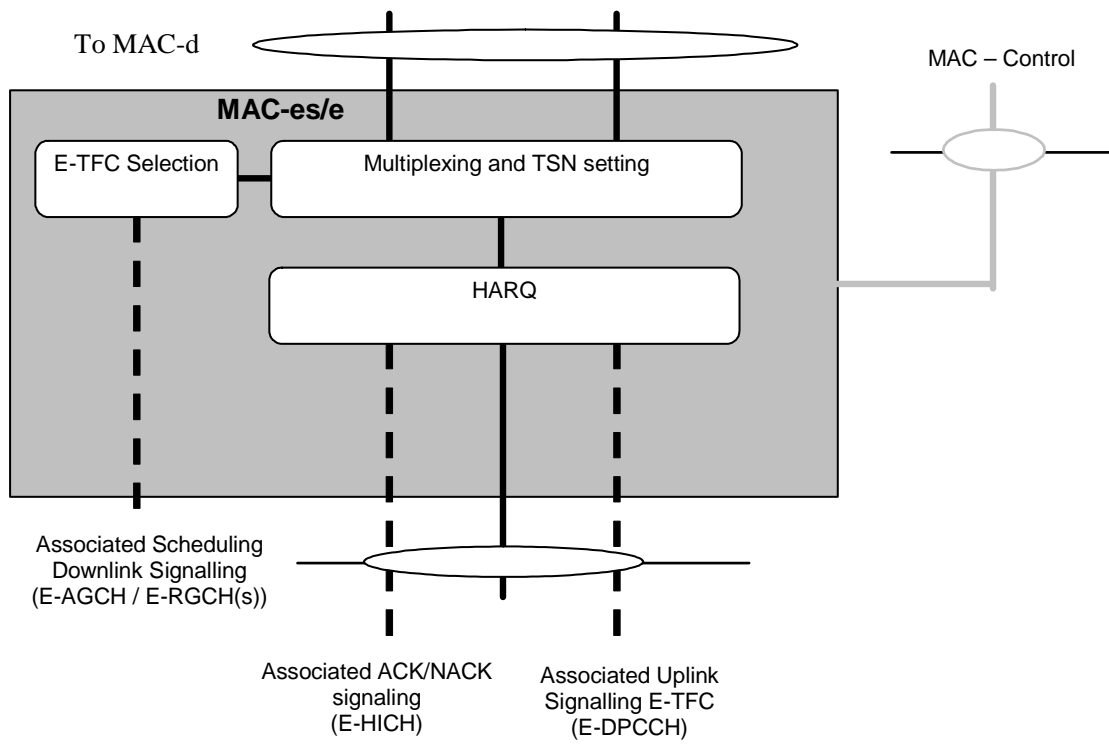 To MAC-d
MAC – Control
MAC-es/e
E-TFC Selection
Multiplexing and TSN setting
HARQ
Associated Scheduling
Downlink Signalling
(E-AGCH / E-RGCH(s))
Associated ACK/NACK
signaling
(E-HICH)
Associated Uplink
Signalling E-TFC
(E-DPCCH)